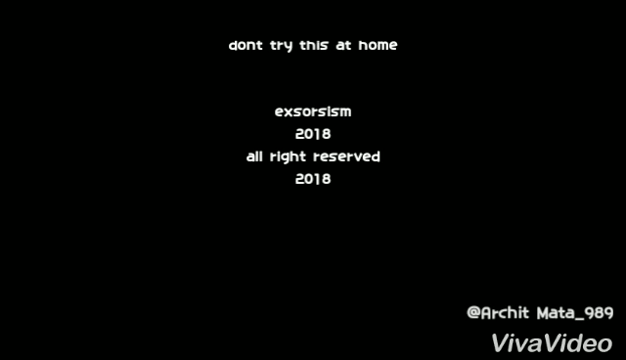 dont try this at home
exsorsism
2018
all right reserved
2018
@Archit Mata_989
VivaVideo